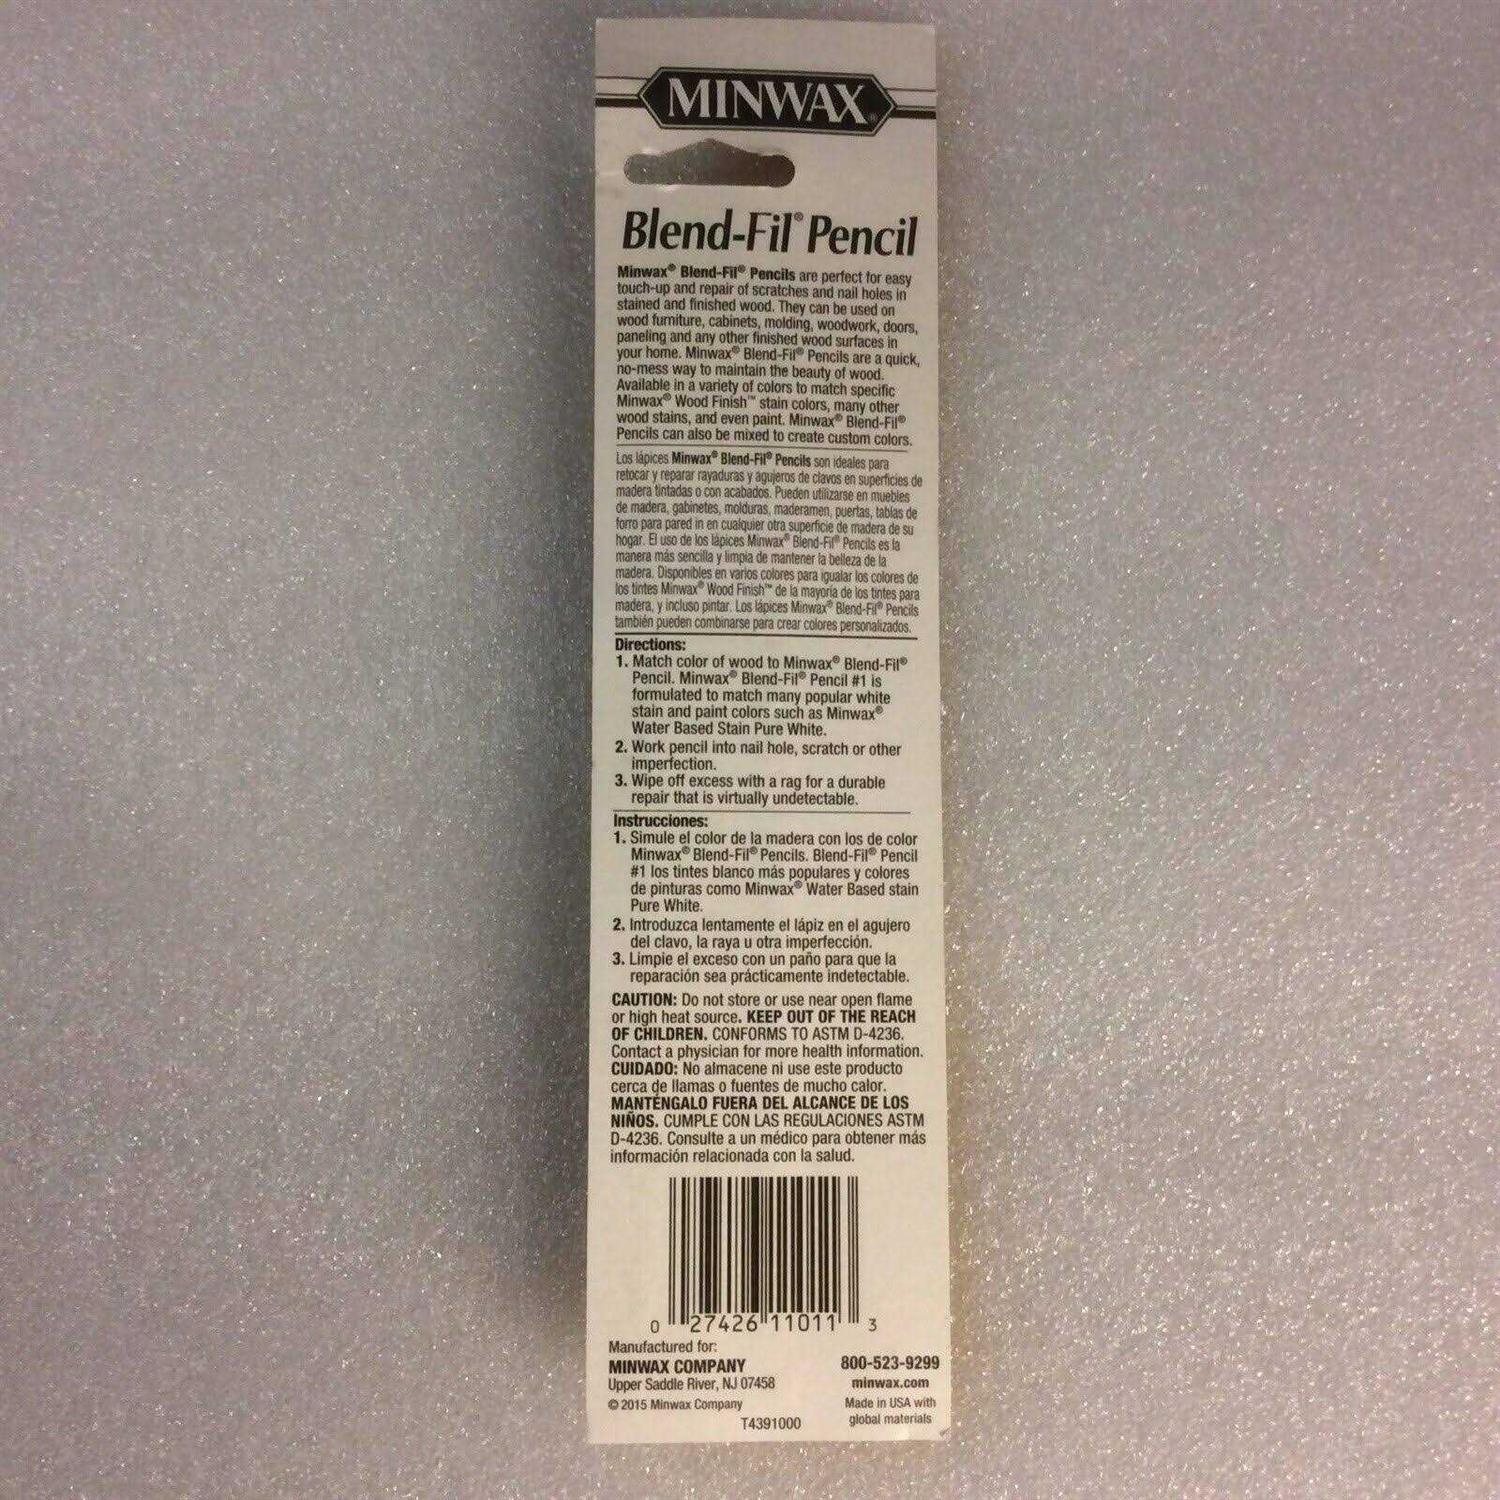 MINWAX®
Blend-Fil® Pencil
Minwax® Blend-Fil® Pencils are perfect for easy
touch-up and repair of scratches and nail holes in
stained and finished wood. They can be used on
wood furniture, cabinets, molding, woodwork, doors,
paneling and any other finished wood surfaces in
your home. Minwax® Blend-Fil® Pencils are a quick,
no-mess way to maintain the beauty of wood.
Available in a variety of colors to match specific
Minwax® Wood Finish™ stain colors, many other
wood stains, and even paint. Minwax® Blend-Fil®
Pencils can also be mixed to create custom colors.
Los lápices Minwax® Blend-Fil® Pencils son ideales para
retocar y reparar rayaduras y agujeros de clavos en superficies de
madera tintadas o con acabados. Pueden utilizarse en muebles
de madera, gabinetes, molduras, maderamen, puertas, tablas de
forro para pared in en cualquier otra superficie de madera de su
hogar. El uso de los lápices Minwax® Blend-Fil® Pencils es la
manera más sencilla y limpia de mantener la belleza de la
madera. Disponibles en varios colores para igualar los colores de
los tintes Minwax® Wood Finish™ de la mayoría de los tintes para
madera, y incluso pintar. Los lápices Minwax® Blend-Fil® Pencils
también pueden combinarse para crear colores personalizados.
Directions:
1. Match color of wood to Minwax® Blend-Fil®
Pencil. Minwax® Blend-Fil® Pencil #1 is
formulated to match many popular white
stain and paint colors such as Minwax®
Water Based Stain Pure White.
2. Work pencil into nail hole, scratch or other
imperfection.
3. Wipe off excess with a rag for a durable
repair that is virtually undetectable.
Instrucciones:
1. Simule el color de la madera con los de color
Minwax® Blend-Fil® Pencils. Blend-Fil® Pencil
#1 los tintes blanco más populares y colores
de pinturas como Minwax® Water Based stain
Pure White.
2. Introduzca lentamente el lápiz en el agujero
del clavo, la raya u otra imperfección.
3. Limpie el exceso con un paño para que la
reparación sea prácticamente indetectable.
CAUTION: Do not store or use near open flame
or high heat source. KEEP OUT OF THE REACH
OF CHILDREN. CONFORMS TO ASTM D-4236.
Contact a physician for more health information.
CUIDADO: No almacene ni use este producto
cerca de llamas o fuentes de mucho calor.
MANTÉNGALO FUERA DEL ALCANCE DE LOS
NIÑOS. CUMPLE CON LAS REGULACIONES ASTM
D-4236. Consulte a un médico para obtener más
información relacionada con la salud.
0 27426 11011 3
Manufactured for:
MINWAX COMPANY
Upper Saddle River, NJ 07458
© 2015 Minwax Company
T4391000
800-523-9299
minwax.com
Made in USA with
global materials